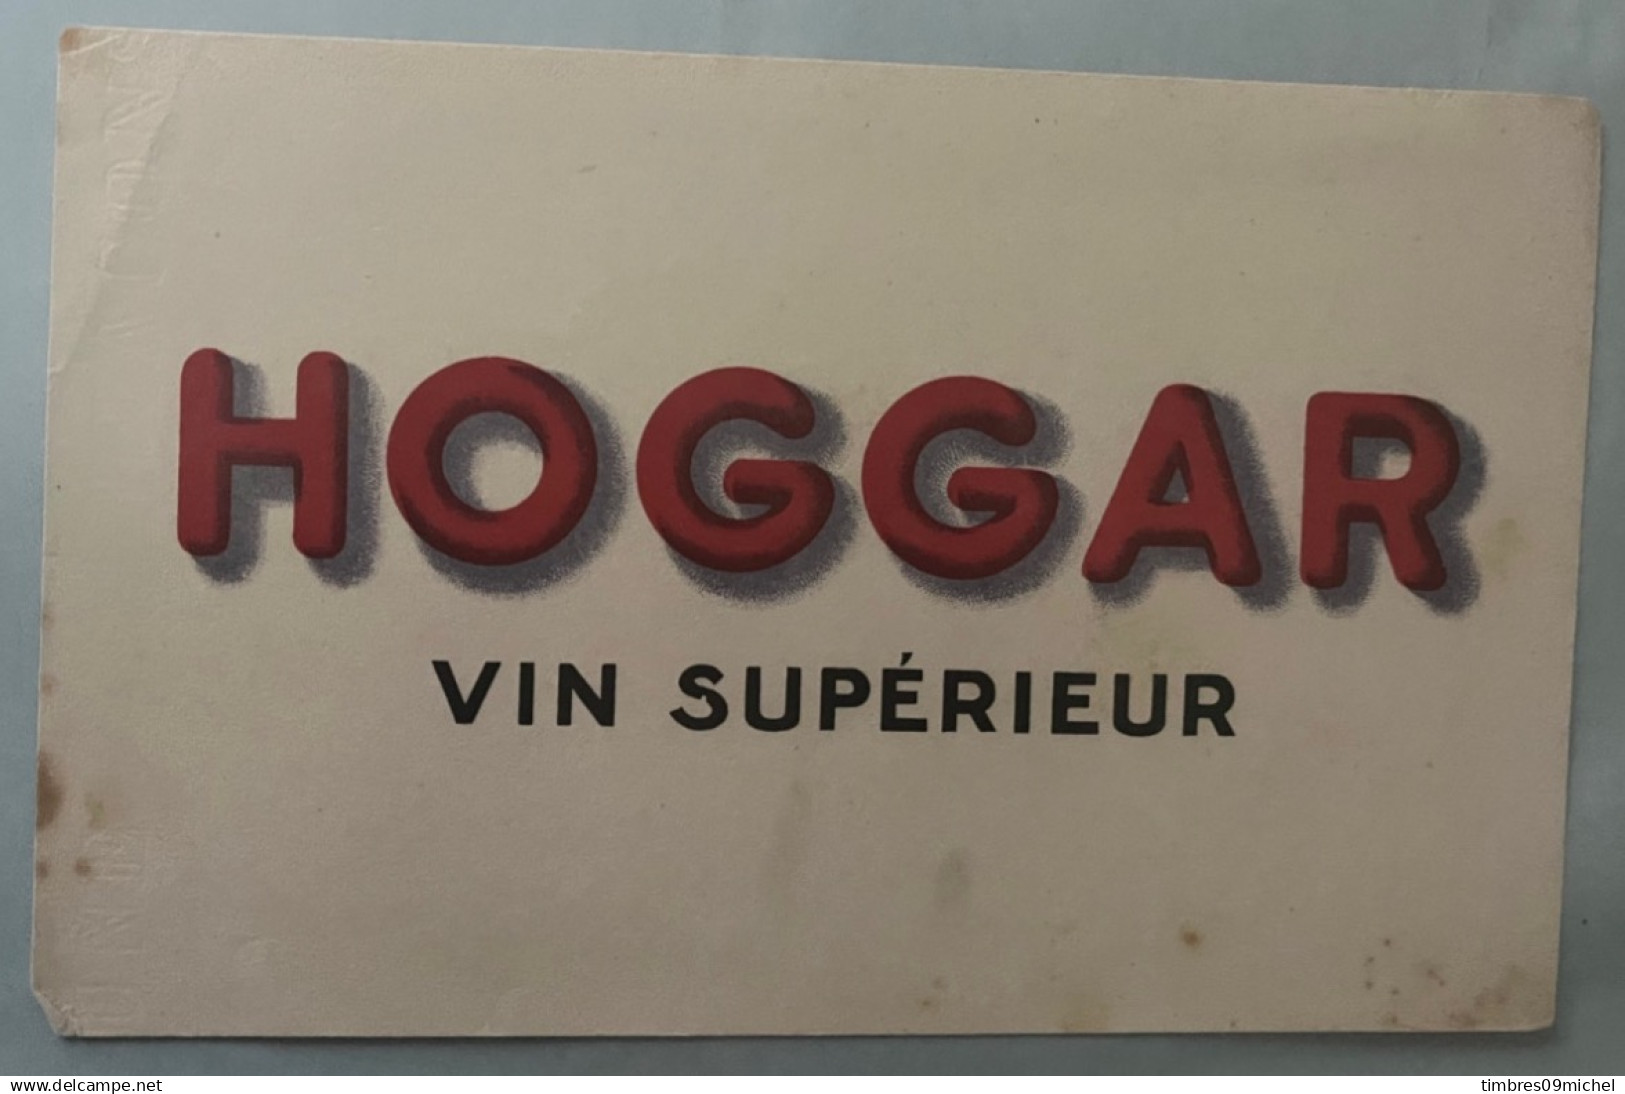 HOGGAR
VIN SUPÉRIEUR
www.delcampe.net
timbres09michel